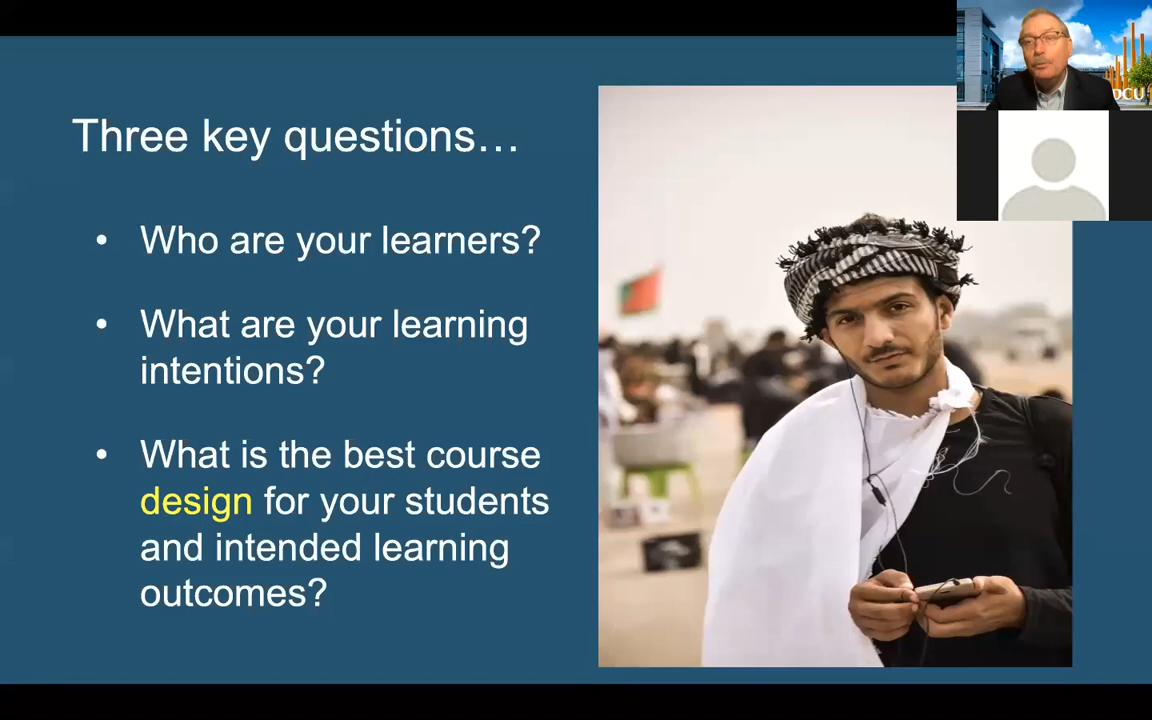 Three key questions…
• Who are your learners?
• What are your learning
intentions?
• What is the best course
design for your students
and intended learning
outcomes?
DCU